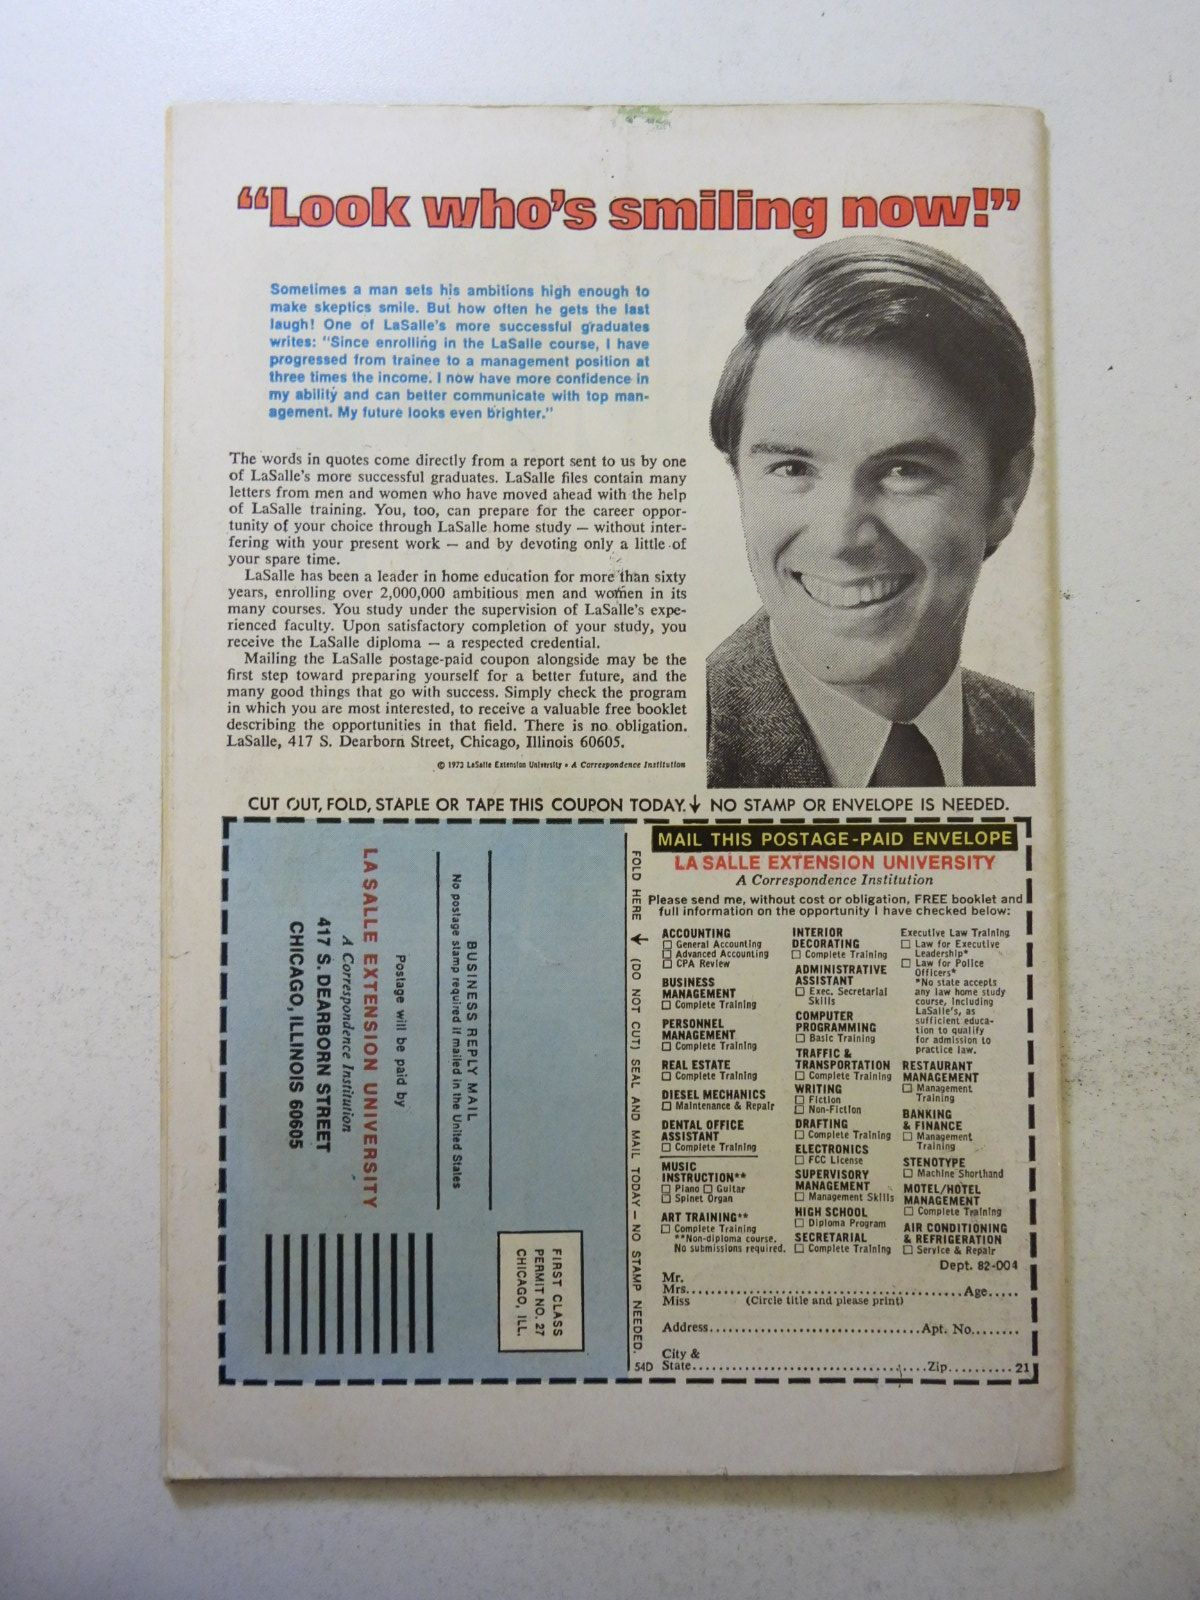 “Look who’s smiling now!”
Sometimes a man sets his ambitions high enough to
make skeptics smile. But how often he gets the last
laugh! One of LaSalle's more successful graduates
writes: "Since enrolling in the LaSalle course, I have
progressed from trainee to a management position at
three times the income. I now have more confidence in
my ability and can better communicate with top man-
agement. My future looks even brighter."
The words in quotes come directly from a report sent to us by one
of LaSalle's more successful graduates. LaSalle files contain many
letters from men and women who have moved ahead with the help
of LaSalle training. You, too, can prepare for the career oppor-
tunity of your choice through LaSalle home study — without inter-
fering with your present work — and by devoting only a little of
your spare time.
LaSalle has been a leader in home education for more than sixty
years, enrolling over 2,000,000 ambitious men and women in its
many courses. You study under the supervision of LaSalle's expe-
rienced faculty. Upon satisfactory completion of your study, you
receive the LaSalle diploma — a respected credential.
Mailing the LaSalle postage-paid coupon alongside may be the
first step toward preparing yourself for a better future, and the
many good things that go with success. Simply check the program
in which you are most interested, to receive a valuable free booklet
describing the opportunities in that field. There is no obligation.
LaSalle, 417 S. Dearborn Street, Chicago, Illinois 60605.
© 1973 LaSalle Extension University • A Correspondence Institution
CUT OUT, FOLD, STAPLE OR TAPE THIS COUPON TODAY. ↓ NO STAMP OR ENVELOPE IS NEEDED.
FIRST CLASS
PERMIT NO. 27
CHICAGO, ILL.
BUSINESS REPLY MAIL
No postage stamp required if mailed in the United States
Postage will be paid by
LA SALLE EXTENSION UNIVERSITY
A Correspondence Institution
417 S. DEARBORN STREET
CHICAGO, ILLINOIS 60605
FOLD HERE ↓ (DO NOT CUT) SEAL AND MAIL TODAY — NO STAMP NEEDED.
54D
MAIL THIS POSTAGE-PAID ENVELOPE
LA SALLE EXTENSION UNIVERSITY
A Correspondence Institution
Please send me, without cost or obligation, FREE booklet and
full information on the opportunity I have checked below:
ACCOUNTING
☐ General Accounting
☐ Advanced Accounting
☐ CPA Review
BUSINESS
MANAGEMENT
☐ Complete Training
PERSONNEL
MANAGEMENT
☐ Complete Training
REAL ESTATE
☐ Complete Training
DIESEL MECHANICS
☐ Maintenance & Repair
DENTAL OFFICE
ASSISTANT
☐ Complete Training
MUSIC
INSTRUCTION**
☐ Piano ☐ Guitar
☐ Spinet Organ
ART TRAINING**
☐ Complete Training
**Non-diploma course.
No submissions required.
INTERIOR
DECORATING
☐ Complete Training
ADMINISTRATIVE
ASSISTANT
☐ Exec. Secretarial
Skills
COMPUTER
PROGRAMMING
☐ Basic Training
TRAFFIC &
TRANSPORTATION
☐ Complete Training
WRITING
☐ Fiction
☐ Non-Fiction
DRAFTING
☐ Complete Training
ELECTRONICS
☐ FCC License
SUPERVISORY
MANAGEMENT
☐ Management Skills
HIGH SCHOOL
☐ Diploma Program
SECRETARIAL
☐ Complete Training
Executive Law Training
☐ Law for Executive
Leadership*
☐ Law for Police
Officers*
*No state accepts
any law home study
course, including
LaSalle's, as
sufficient educa-
tion to qualify
for admission to
practice law.
RESTAURANT
MANAGEMENT
☐ Management
Training
BANKING
& FINANCE
☐ Management
Training
STENOTYPE
☐ Machine Shorthand
MOTEL/HOTEL
MANAGEMENT
☐ Complete Training
AIR CONDITIONING
& REFRIGERATION
☐ Service & Repair
Dept. 82-004
Mr.
Mrs. Age
Miss (Circle title and please print)
Address Apt. No.
City &
State Zip 21